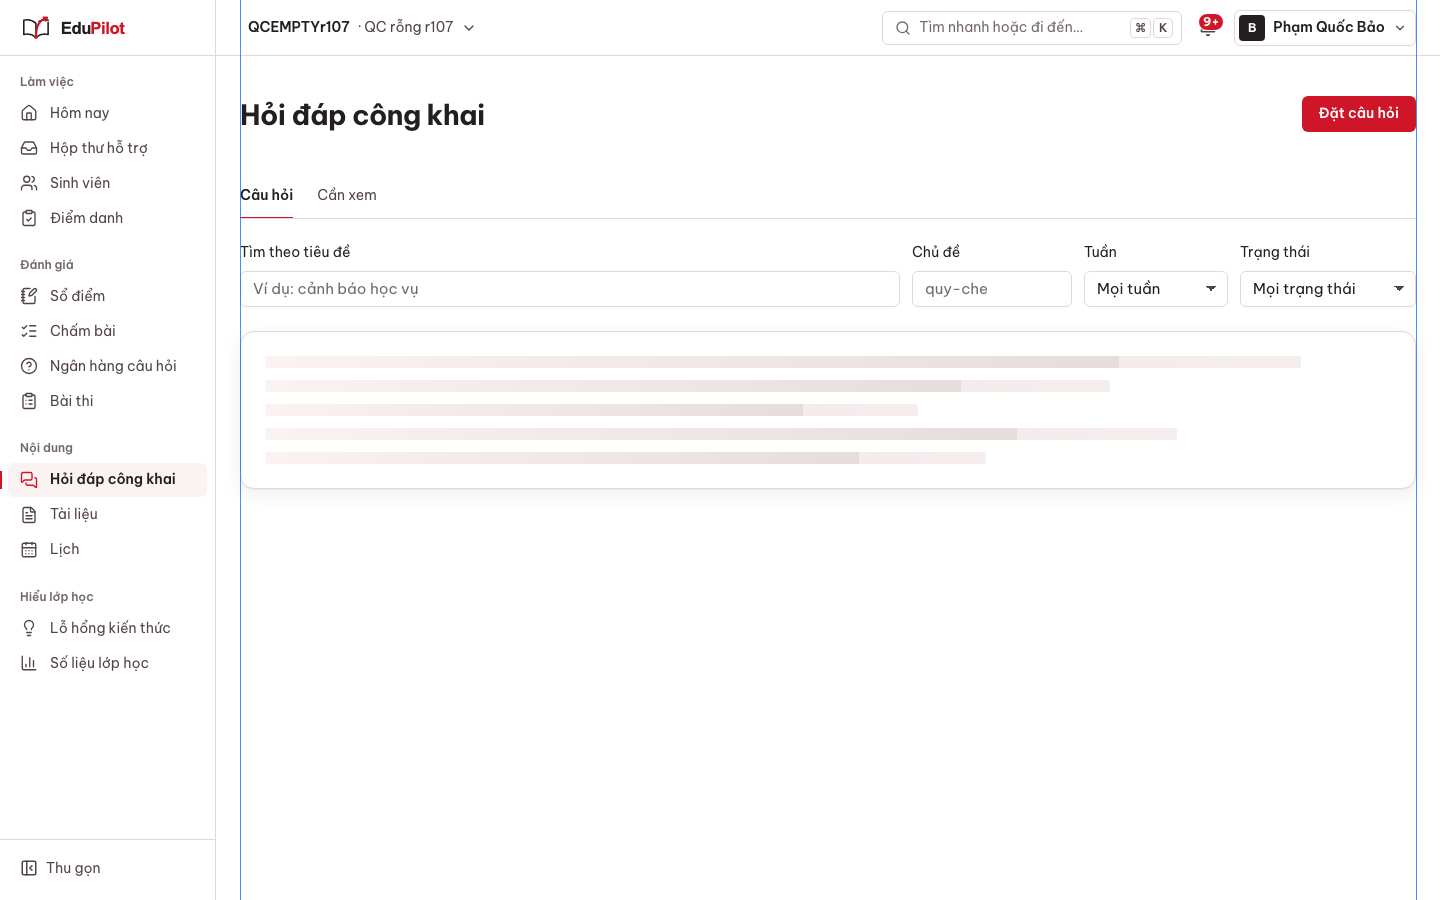 EduPilot
QCEMPTYr107 · QC rỗng r107
Tìm nhanh hoặc đi đến...
⌘ K
9+
B Phạm Quốc Bảo
Làm việc
Hôm nay
Hộp thư hỗ trợ
Sinh viên
Điểm danh
Đánh giá
Sổ điểm
Chấm bài
Ngân hàng câu hỏi
Bài thi
Nội dung
Hỏi đáp công khai
Tài liệu
Lịch
Hiểu lớp học
Lỗ hổng kiến thức
Số liệu lớp học
Thu gọn
Hỏi đáp công khai
Đặt câu hỏi
Câu hỏi
Cần xem
Tìm theo tiêu đề
Ví dụ: cảnh báo học vụ
Chủ đề
quy-che
Tuần
Mọi tuần
Trạng thái
Mọi trạng thái